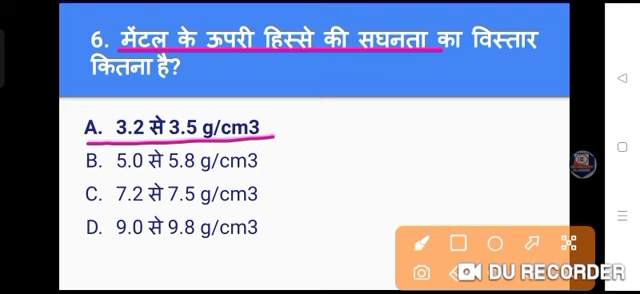 6. मेंटल के ऊपरी हिस्से की सघनता का विस्तार
कितना है?
A. 3.2 से 3.5 g/cm3
B. 5.0 से 5.8 g/cm3
C. 7.2 से 7.5 g/cm3
D. 9.0 से 9.8 g/cm3
DU RECORDER